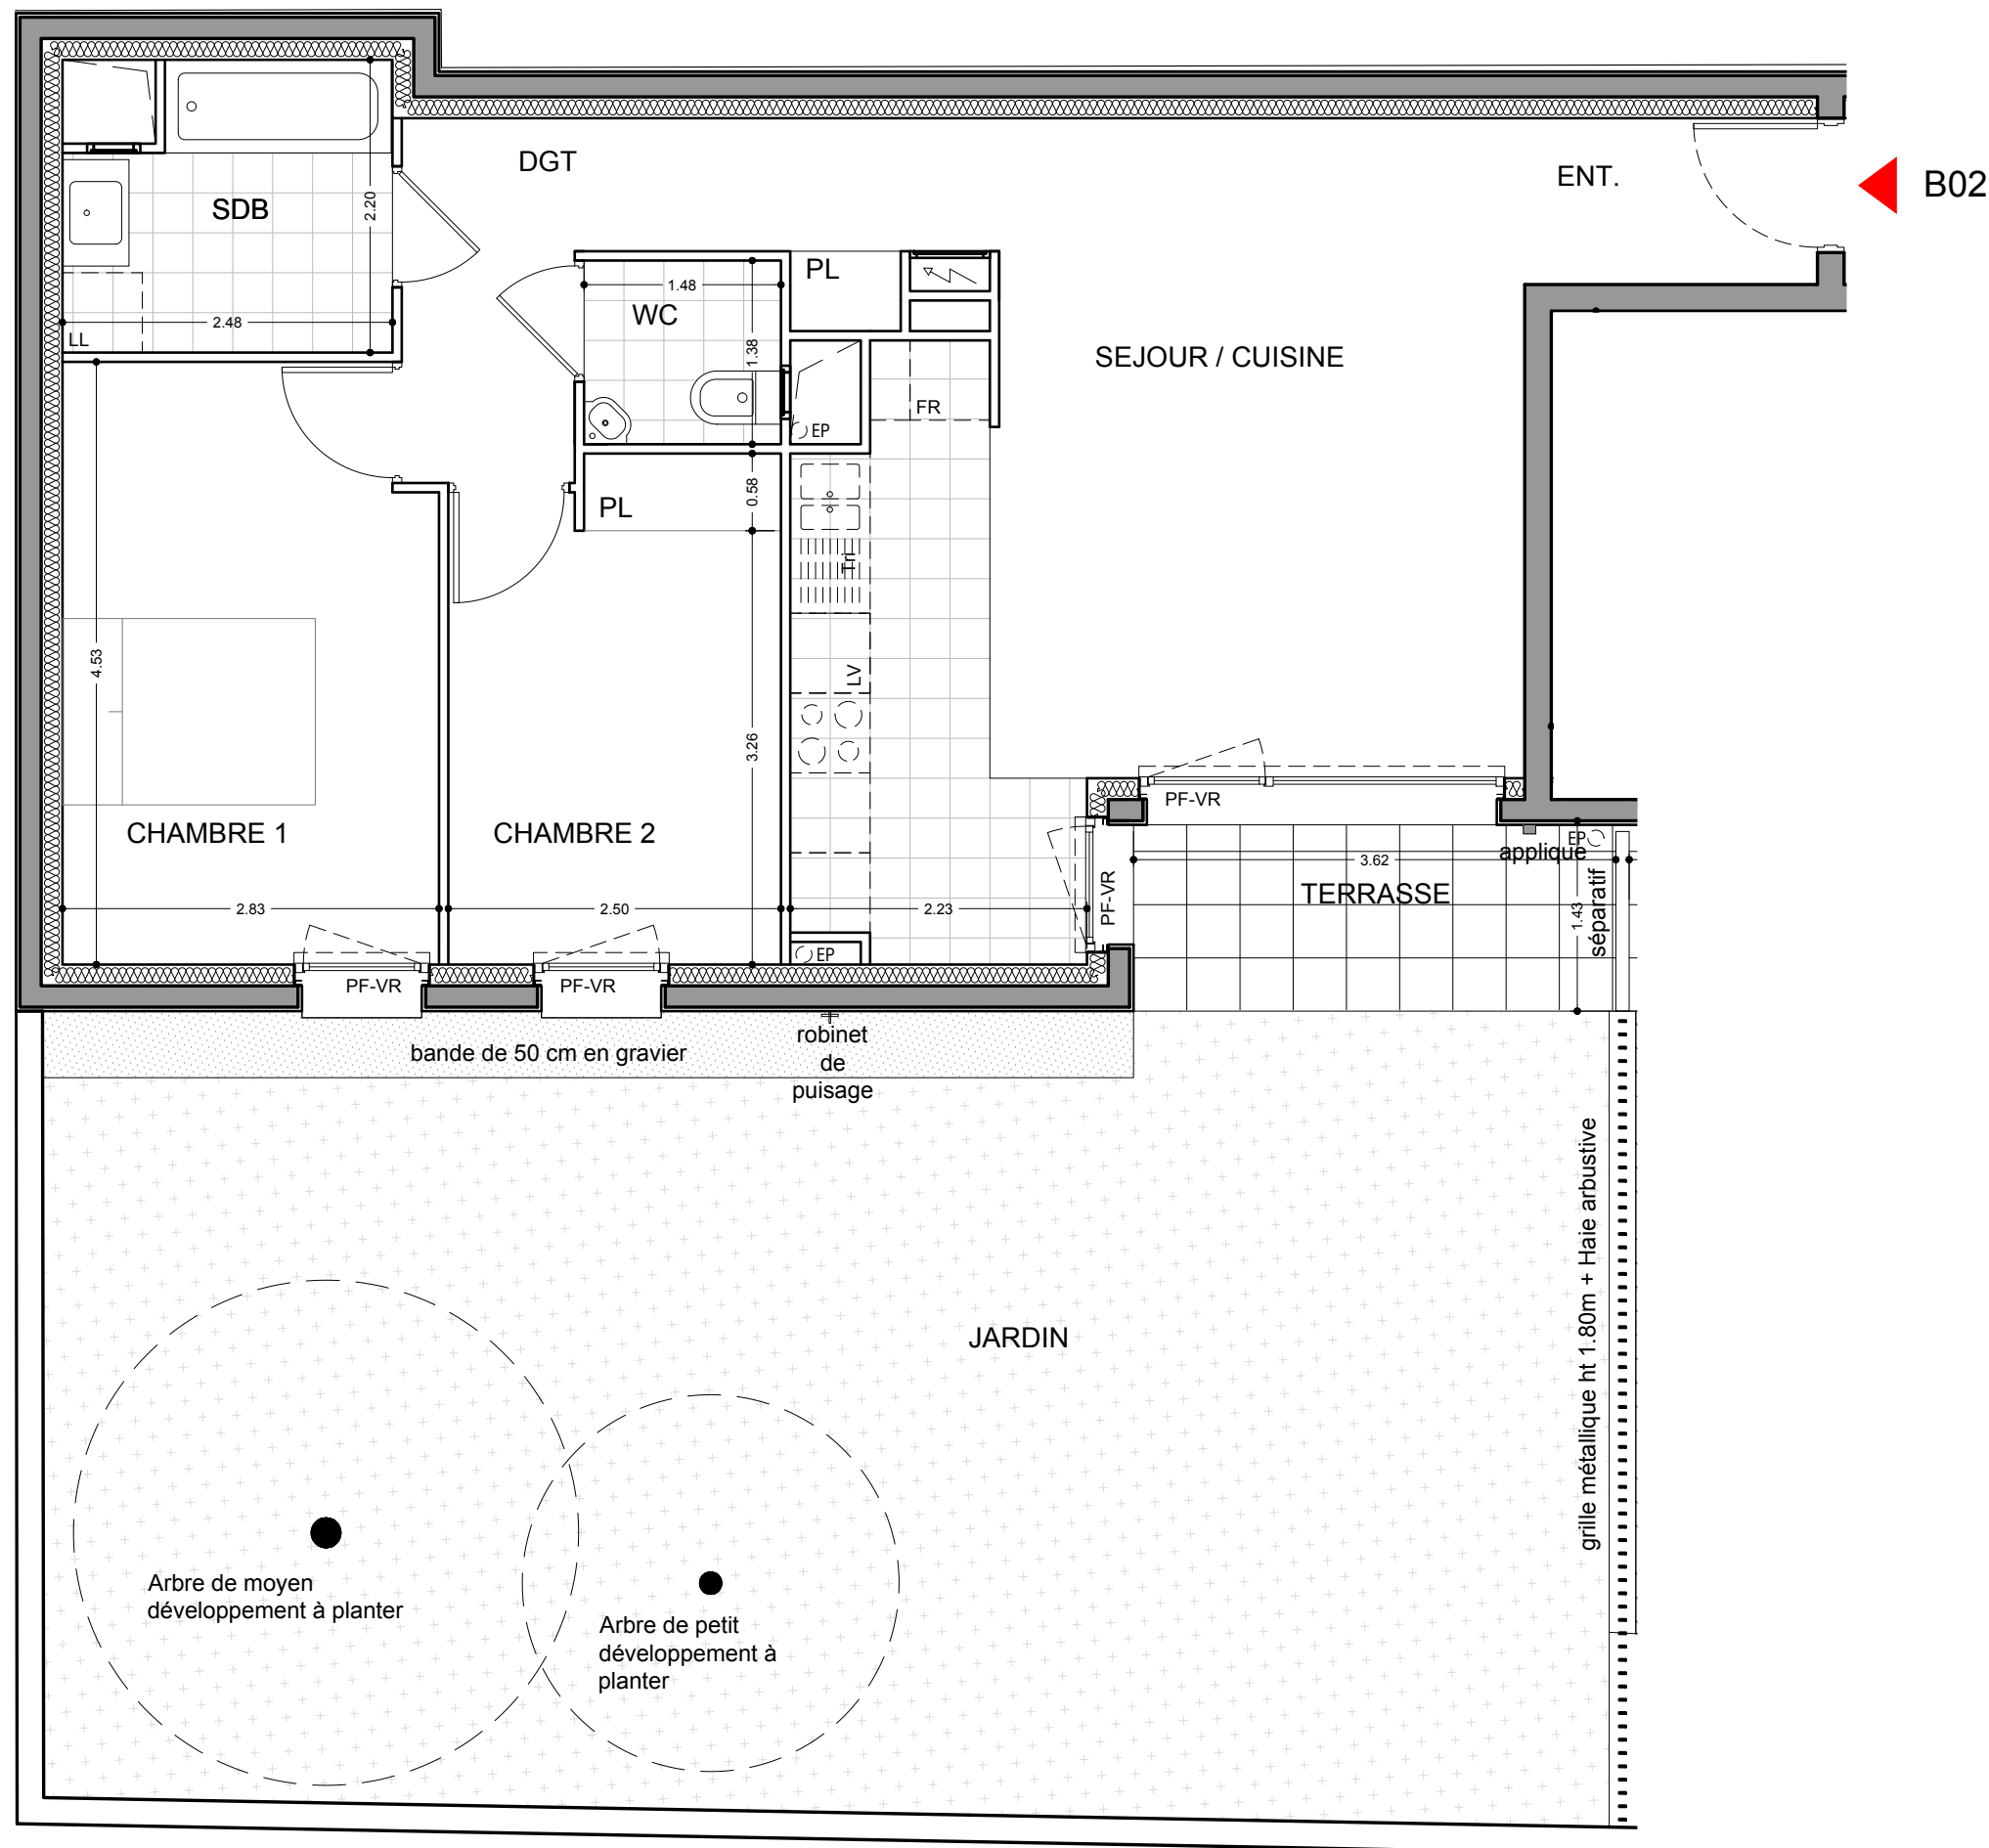 DGT
ENT.
B02
SDB
2.20
PL
1.48
WC
2.48
LL
1.38
SEJOUR / CUISINE
FR
EP
PL
0.58
Tri
4.53
LV
3.26
PF-VR
CHAMBRE 1
CHAMBRE 2
EP
applique
3.62
TERRASSE
PF-VR
1.43
séparatif
2.83
2.50
2.23
EP
PF-VR
PF-VR
bande de 50 cm en gravier
robinet
de
puisage
grille métallique ht 1.80m + Haie arbustive
JARDIN
Arbre de moyen
développement à planter
Arbre de petit
développement à
planter